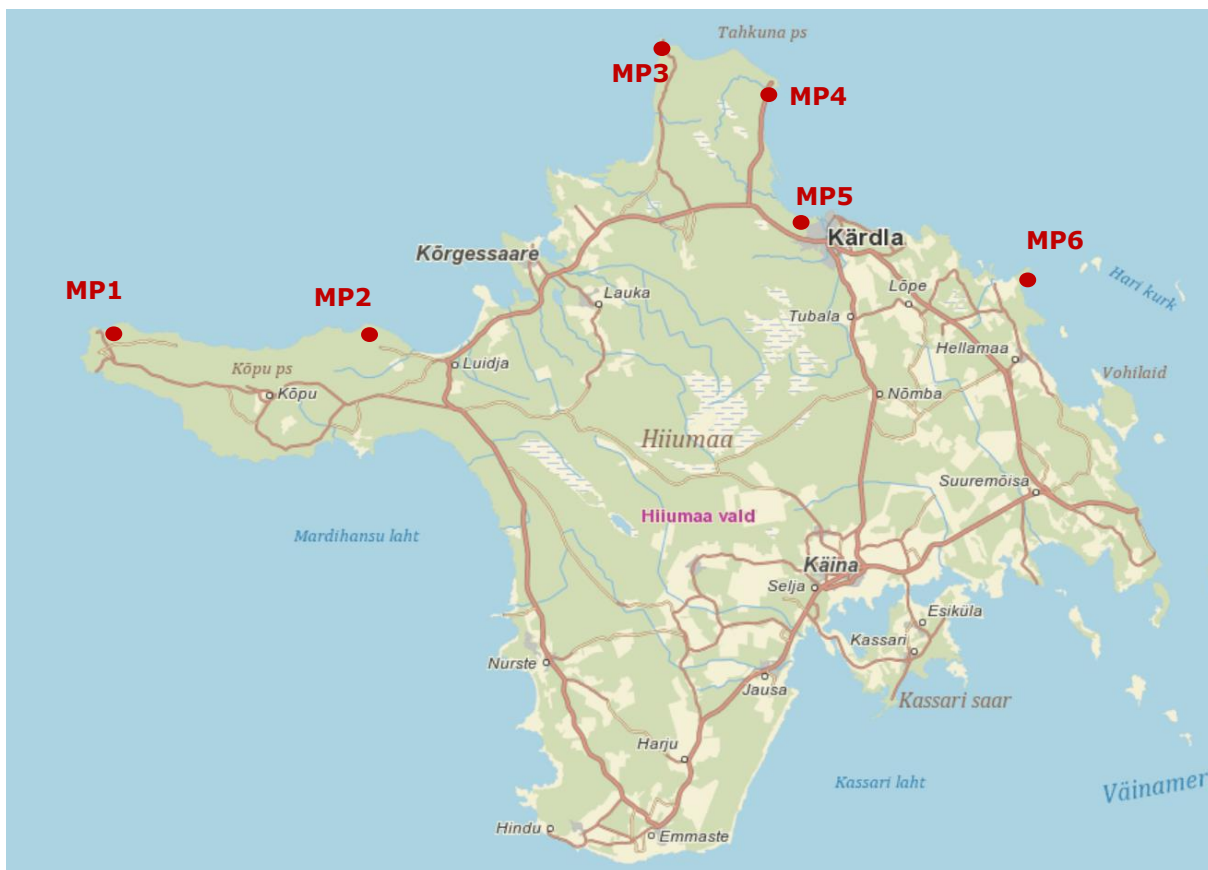 Tahkuna ps
MP3
MP4
MP5
Kärdla
MP6
Kõrgessaare
Hari kurk
MP1
MP2
Lauka
Lõpe
Tubala
Hellamaa
Luidja
Kõpu ps
Vohilaid
Kõpu
Nõmba
Hiiumaa
Suuremõisa
Hiiumaa vald
Mardihansu laht
Käina
Selja
Esiküla
Kassari
Nurste
Jausa
Kassari saar
Harju
Kassari laht
Väinamer
Hindu
Emmaste